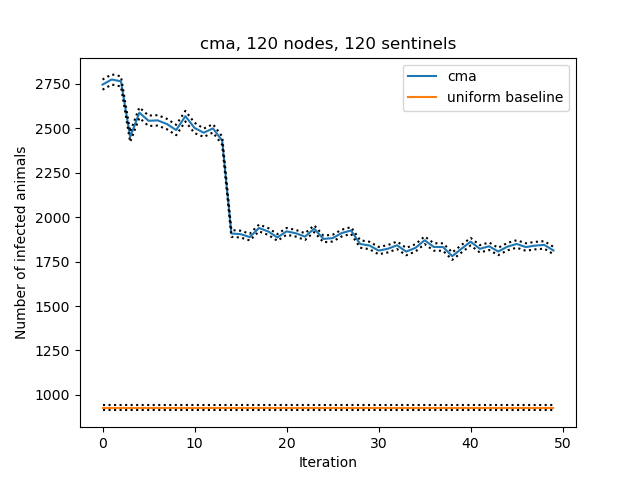 cma, 120 nodes, 120 sentinels
cma
uniform baseline
Number of infected animals
2750
2500
2250
2000
1750
1500
1250
1000
0 10 20 30 40 50
Iteration